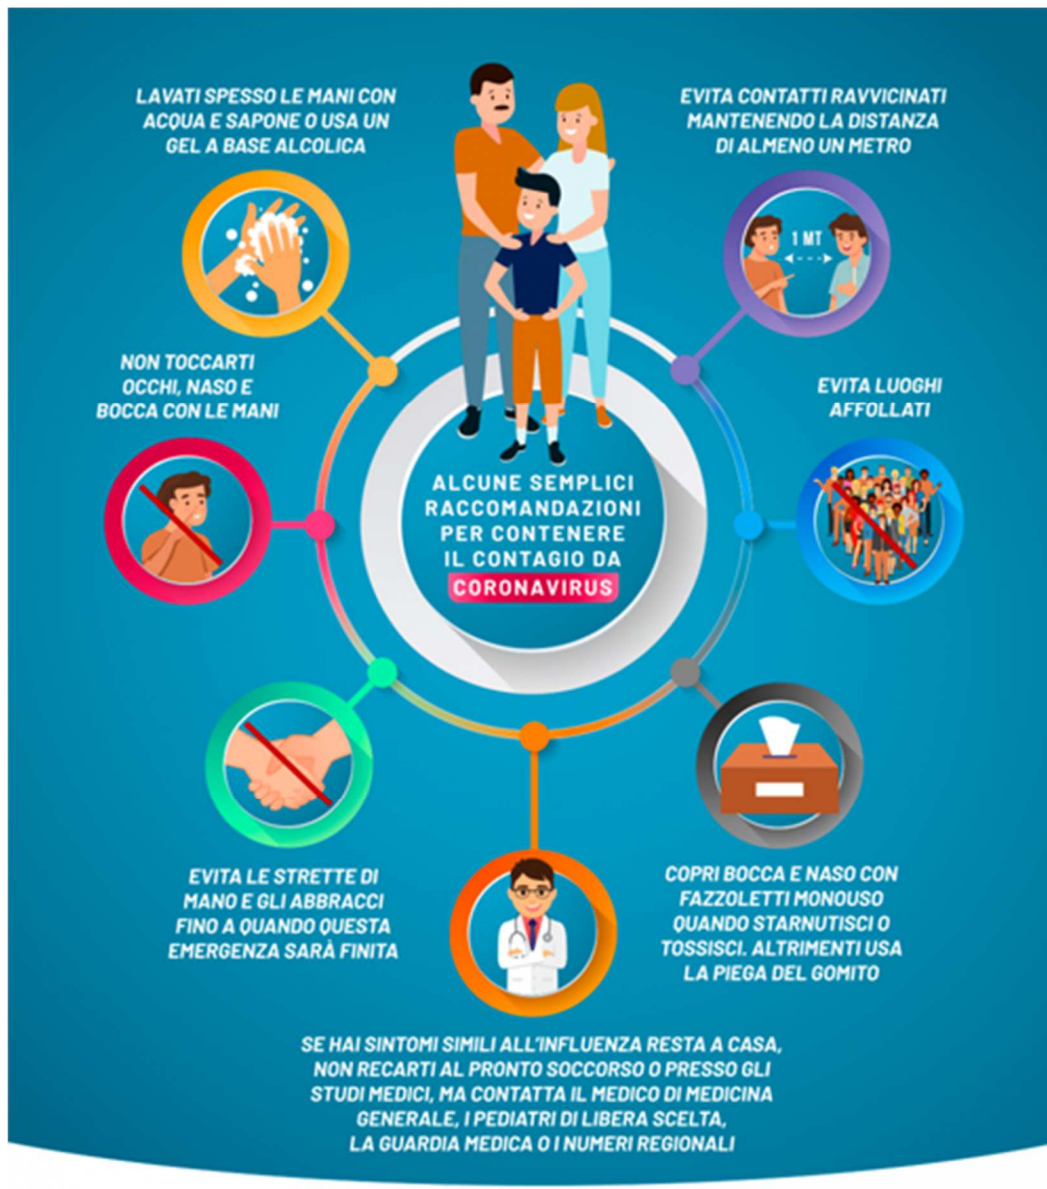 LAVATI SPESSO LE MANI CON
ACQUA E SAPONE O USA UN
GEL A BASE ALCOLICA
EVITA CONTATTI RAVVICINATI
MANTENENDO LA DISTANZA
DI ALMENO UN METRO
1 MT
NON TOCCARTI
OCCHI, NASO E
BOCCA CON LE MANI
EVITA LUOGHI
AFFOLLATI
ALCUNE SEMPLICI
RACCOMANDAZIONI
PER CONTENERE
IL CONTAGIO DA
CORONAVIRUS
EVITA LE STRETTE DI
MANO E GLI ABBRACCI
FINO A QUANDO QUESTA
EMERGENZA SARÀ FINITA
COPRI BOCCA E NASO CON
FAZZOLETTI MONOUSO
QUANDO STARNUTISCI O
TOSSISCI. ALTRIMENTI USA
LA PIEGA DEL GOMITO
SE HAI SINTOMI SIMILI ALL'INFLUENZA RESTA A CASA,
NON RECARTI AL PRONTO SOCCORSO O PRESSO GLI
STUDI MEDICI, MA CONTATTA IL MEDICO DI MEDICINA
GENERALE, I PEDIATRI DI LIBERA SCELTA,
LA GUARDIA MEDICA O I NUMERI REGIONALI